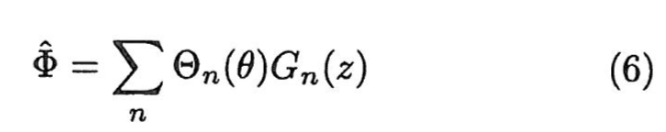 Φ̂ = ∑ₙ Θₙ(θ)Gₙ(z) (6)